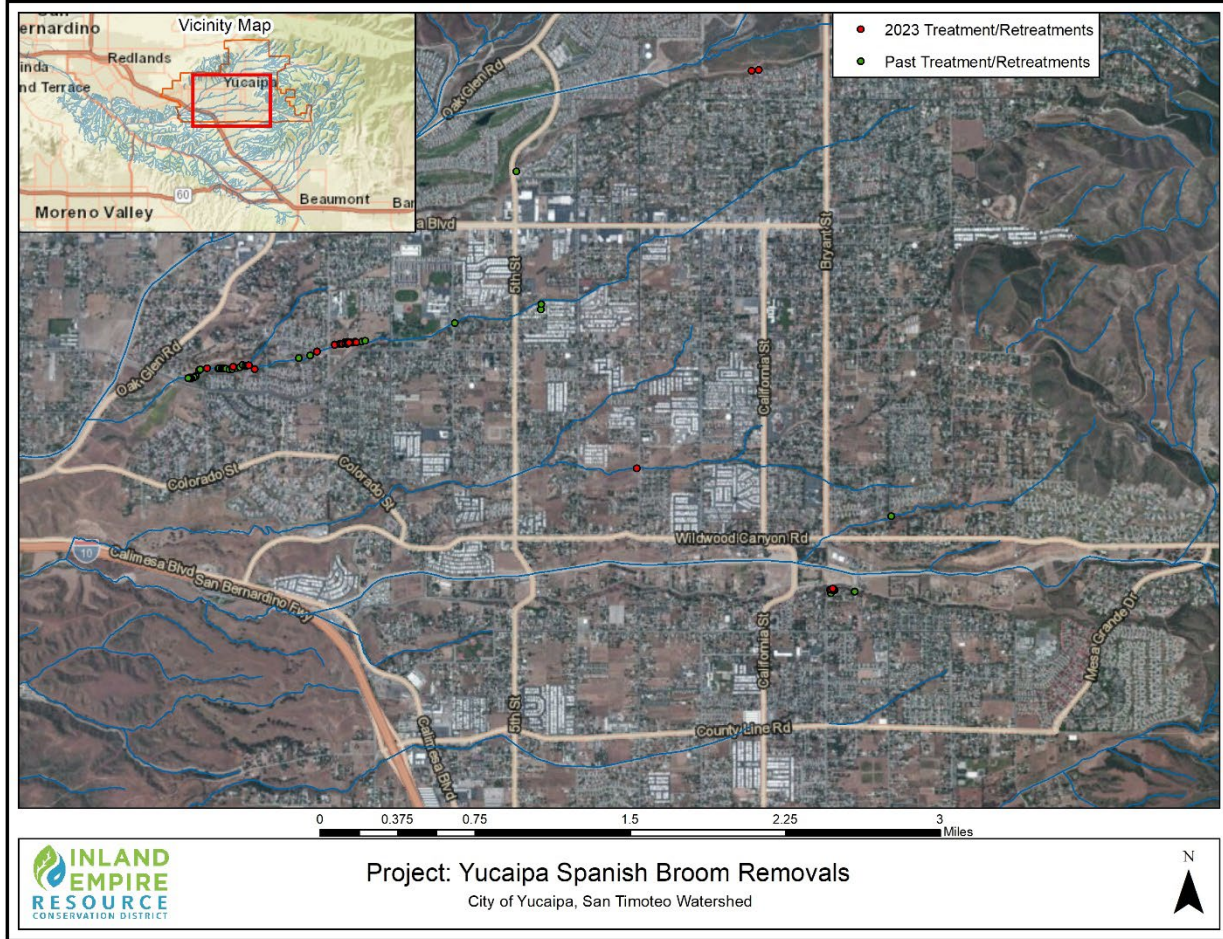 Vicinity Map
ernardino
Redlands
inda
nd Terrace
Yucaipa
60
Beaumont
Moreno Valley
2023 Treatment/Retreatments
Past Treatment/Retreatments
Oak Glen Rd
a Blvd
5th St
Bryant St
California St
Oak Glen Rd
Colorado St
Colorado St
Wildwood Canyon Rd
10
Calimesa Blvd
San Bernardino Fwy
California St
Mesa Grande Dr
5th St
County Line Rd
Calimesa Blvd
0 0.375 0.75 1.5 2.25 3
Miles
INLAND
EMPIRE
RESOURCE
CONSERVATION DISTRICT
Project: Yucaipa Spanish Broom Removals
City of Yucaipa, San Timoteo Watershed
N